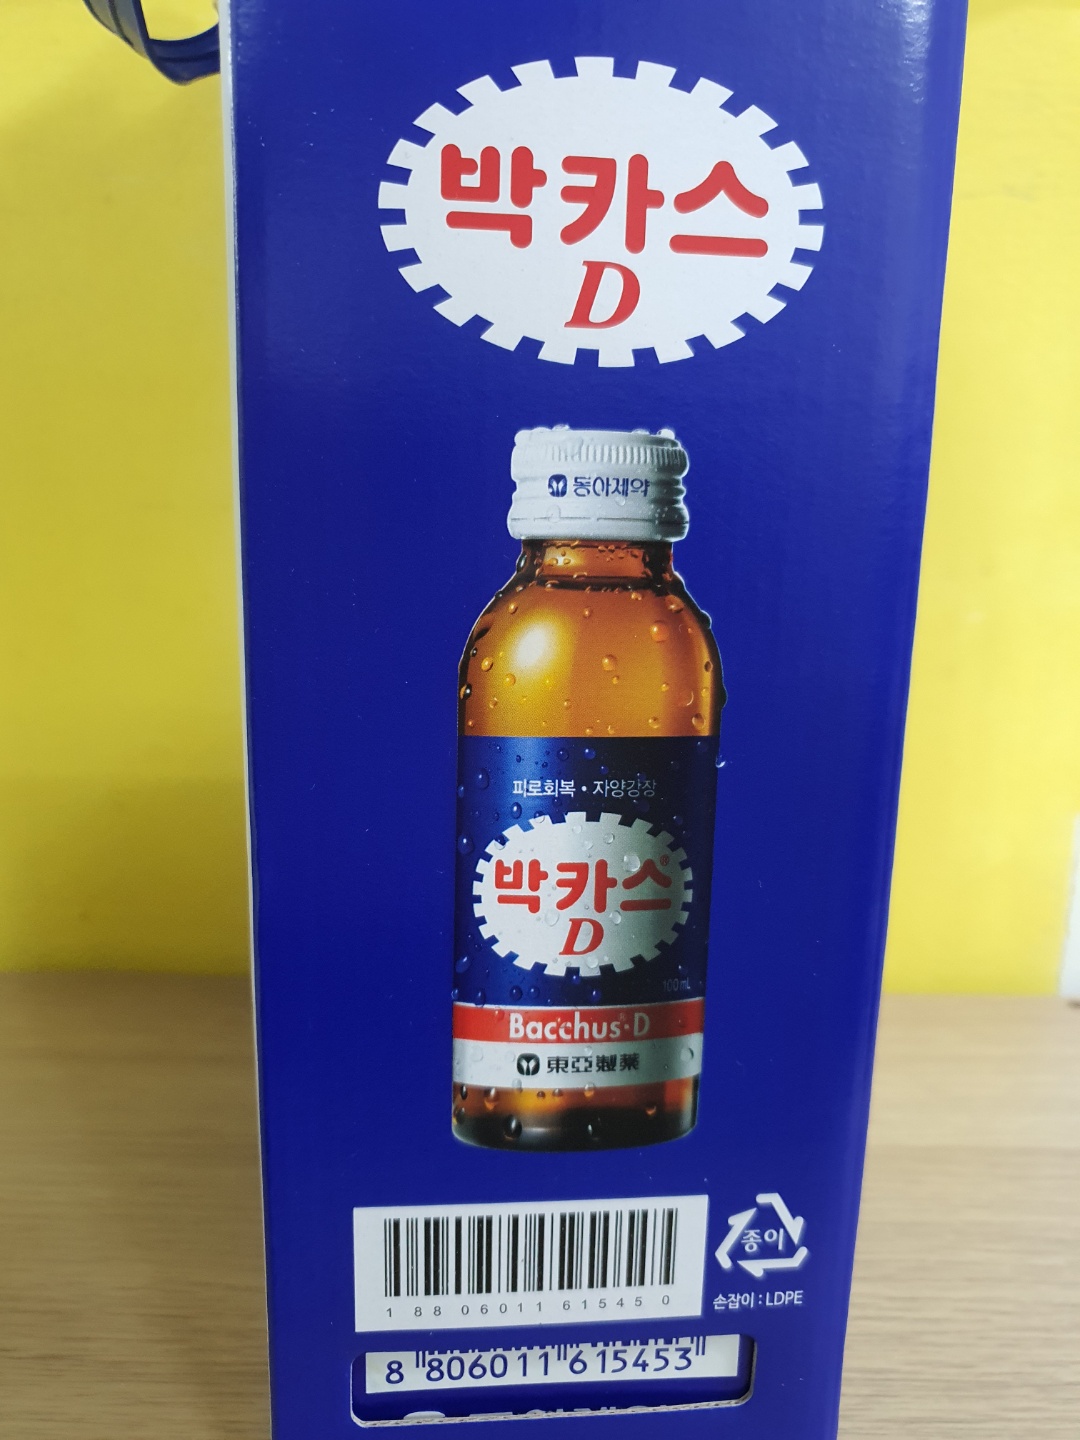 박카스
D
동아제약
피로회복 • 자양강장
박카스®
D
100mL
Bacchus®·D
東亞製藥
1 88 06011 61545 0
종이
손잡이 : LDPE
8 806011 615453